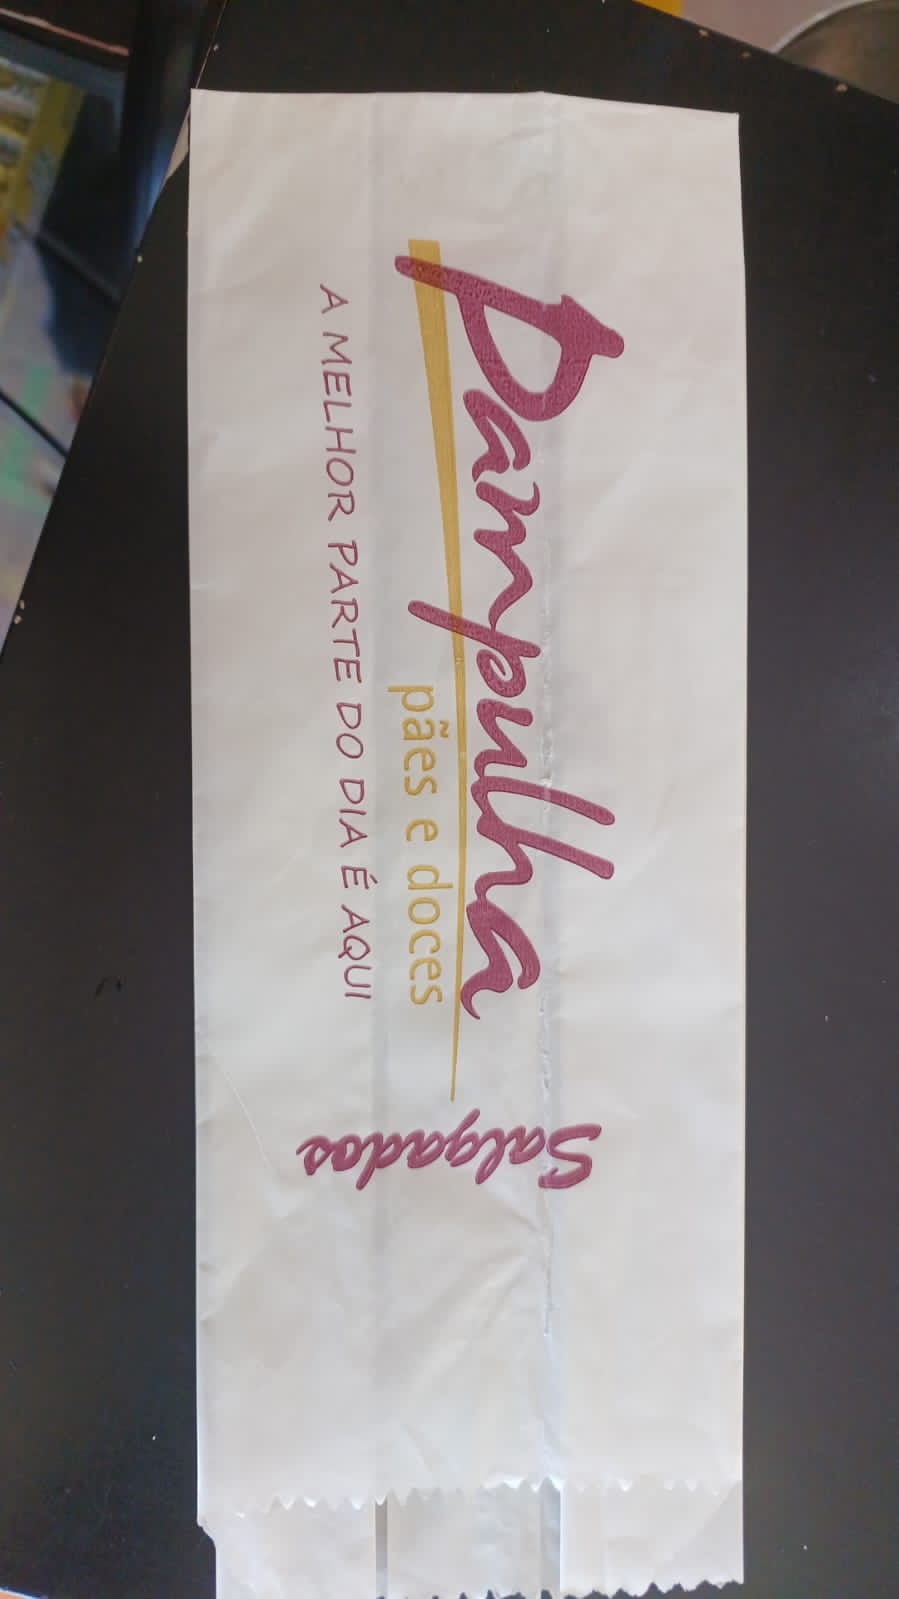 Pampulha
pães e doces
A MELHOR PARTE DO DIA É AQUI
Salgados